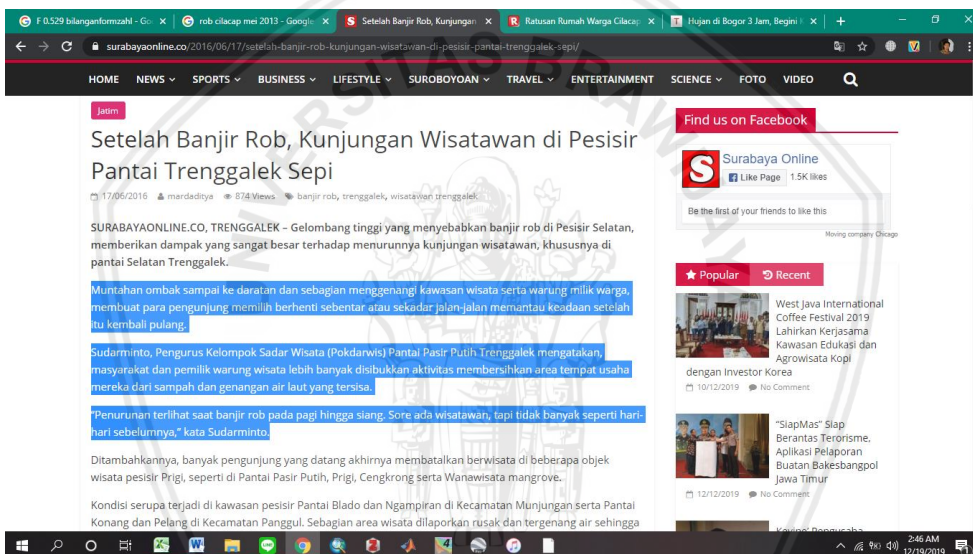 F 0.529 bilanganformzahl - Go
rob cilacap mei 2013 - Google
Setelah Banjir Rob, Kunjungan
Ratusan Rumah Warga Cilacap
Hujan di Bogor 3 Jam, Begini
surabayaonline.co/2016/06/17/setelah-banjir-rob-kunjungan-wisatawan-di-pesisir-pantai-trenggalek-sepi/
HOME NEWS SPORTS BUSINESS LIFESTYLE SUROBOYOAN TRAVEL ENTERTAINMENT SCIENCE FOTO VIDEO
Jatim
Setelah Banjir Rob, Kunjungan Wisatawan di Pesisir
Pantai Trenggalek Sepi
17/06/2016 mardaditya 874 Views banjir rob, trenggalek, wisatawan trenggalek
SURABAYAONLINE.CO, TRENGGALEK – Gelombang tinggi yang menyebabkan banjir rob di Pesisir Selatan,
memberikan dampak yang sangat besar terhadap menurunnya kunjungan wisatawan, khususnya di
pantai Selatan Trenggalek.
Muntahan ombak sampai ke daratan dan sebagian menggenangi kawasan wisata serta warung milik warga,
membuat para pengunjung memilih berhenti sebentar atau sekadar jalan-jalan memantau keadaan setelah
itu kembali pulang.
Sudarminto, Pengurus Kelompok Sadar Wisata (Pokdarwis) Pantai Pasir Putih Trenggalek mengatakan,
masyarakat dan pemilik warung wisata lebih banyak disibukkan aktivitas membersihkan area tempat usaha
mereka dari sampah dan genangan air laut yang tersisa.
"Penurunan terlihat saat banjir rob pada pagi hingga siang. Sore ada wisatawan, tapi tidak banyak seperti hari-
hari sebelumnya," kata Sudarminto.
Ditambahkannya, banyak pengunjung yang datang akhirnya membatalkan berwisata di beberapa objek
wisata pesisir Prigi, seperti di Pantai Pasir Putih, Prigi, Cengkrong serta Wanawisata mangrove.
Kondisi serupa terjadi di kawasan pesisir Pantai Blado dan Ngampiran di Kecamatan Munjungan serta Pantai
Konang dan Pelang di Kecamatan Panggul. Sebagian area wisata dilaporkan rusak dan tergenang air sehingga
Find us on Facebook
Surabaya Online
Like Page 1.5K likes
Be the first of your friends to like this
Moving company Chicago
Popular Recent
West Java International
Coffee Festival 2019
Lahirkan Kerjasama
Kawasan Edukasi dan
Agrowisata Kopi
dengan Investor Korea
10/12/2019 No Comment
"SiapMas" Siap
Berantas Terorisme,
Aplikasi Pelaporan
Buatan Bakesbangpol
Jawa Timur
12/12/2019 No Comment
2:46 AM
12/19/2019